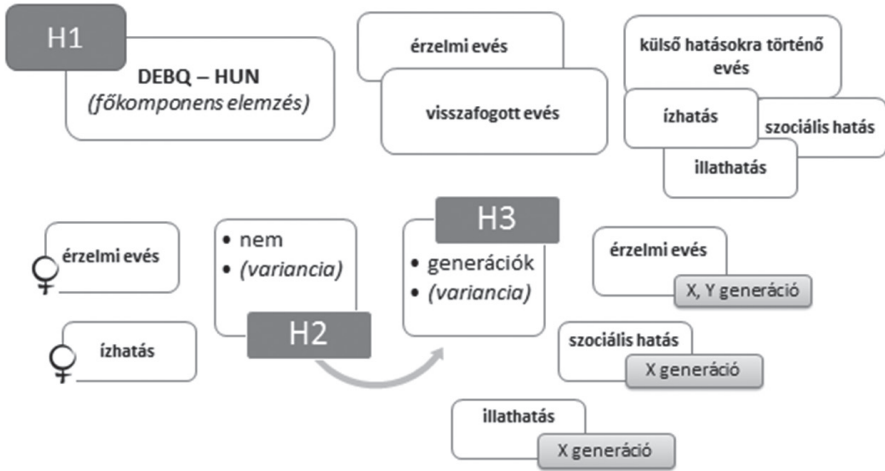 H1
DEBQ – HUN
(főkomponens elemzés)
érzelmi evés
visszafogott evés
külső hatásokra történő
evés
ízhatás
szociális hatás
illathatás
érzelmi evés
ízhatás
• nem
• (variancia)
H2
H3
• generációk
• (variancia)
érzelmi evés
X, Y generáció
szociális hatás
X generáció
illathatás
X generáció